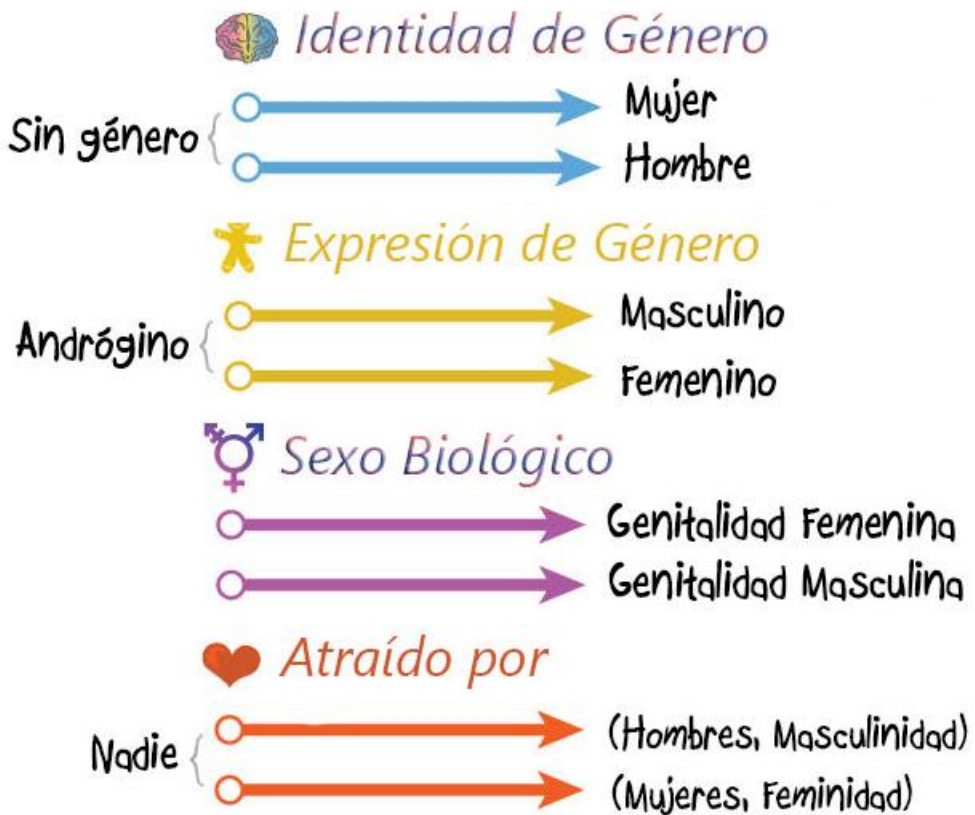 Identidad de Género
Mujer
Sin género
Hombre
Expresión de Género
Masculino
Andrógino
Femenino
Sexo Biológico
Genitalidad Femenina
Genitalidad Masculina
Atraído por
(Hombres, Masculinidad)
Nadie
(Mujeres, Feminidad)